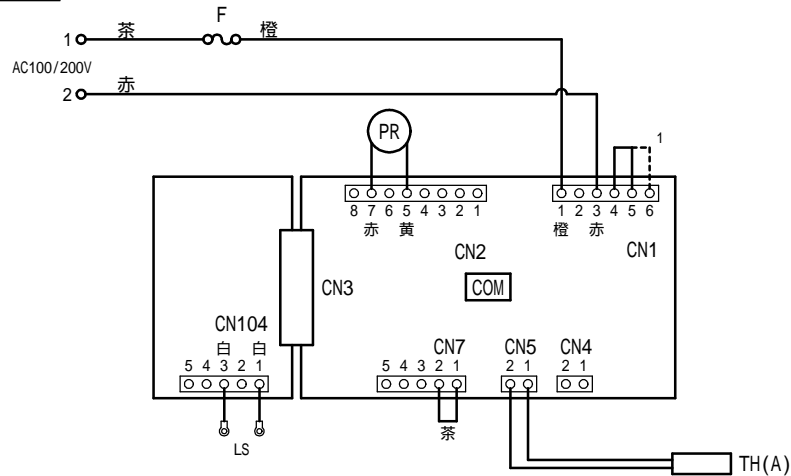 F
茶 橙
1
AC100/200V
赤
2
PR
1
8 7 6 5 4 3 2 1
1 2 3 4 5 6
赤 黄
橙 赤
CN2
CN1
CN3
COM
CN104
白 白
5 4 3 2 1
CN7
5 4 3 2 1
CN5
2 1
CN4
2 1
茶
LS
TH(A)